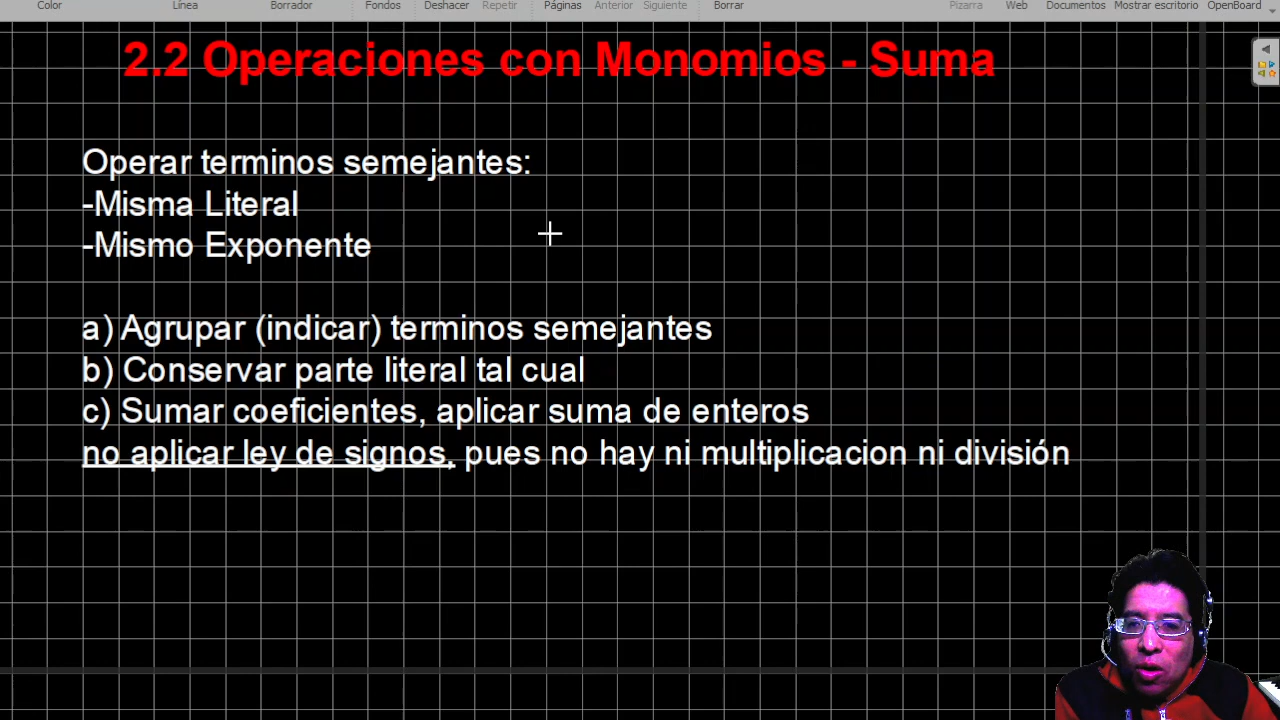 Color Línea Borrador Fondos Deshacer Repetir Páginas Anterior Siguiente Borrar Pizarra Web Documentos Mostrar escritorio OpenBoard
2.2 Operaciones con Monomios - Suma
Operar terminos semejantes:
-Misma Literal
-Mismo Exponente
a) Agrupar (indicar) terminos semejantes
b) Conservar parte literal tal cual
c) Sumar coeficientes, aplicar suma de enteros
no aplicar ley de signos, pues no hay ni multiplicacion ni división